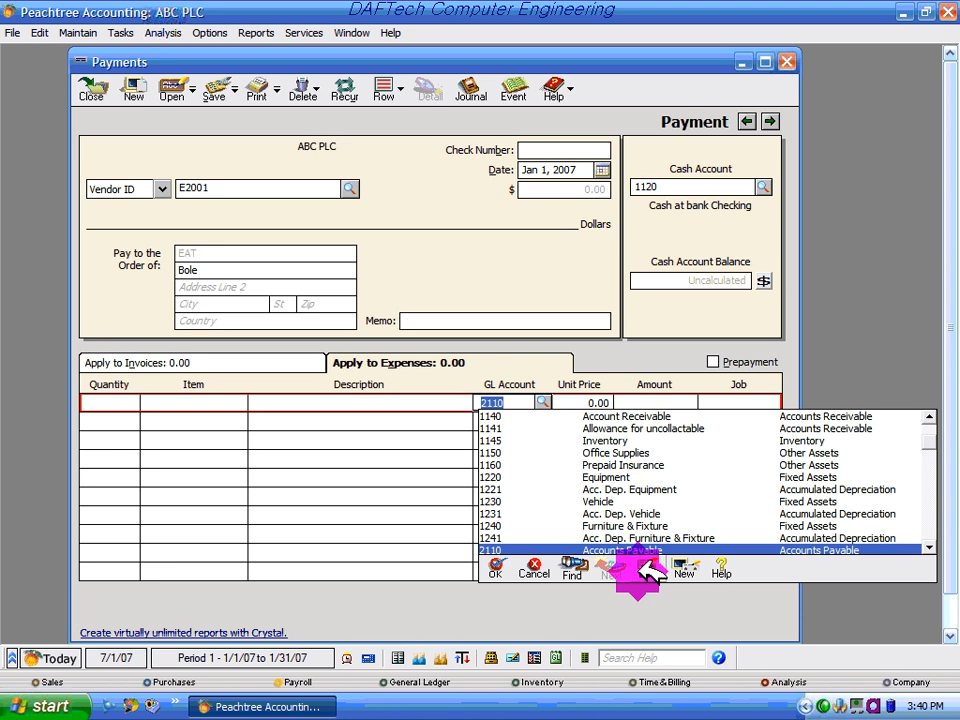 DAFTech Computer Engineering
Peachtree Accounting: ABC PLC
File Edit Maintain Tasks Analysis Options Reports Services Window Help
Payments
Close New Open Save Print Delete Recur Row Detail Journal Event Help
Payment
ABC PLC
Check Number:
Date: Jan 1, 2007
$ 0.00
Vendor ID E2001
Dollars
Pay to the
Order of:
EAT
Bole
Address Line 2
City St Zip
Country
Memo:
Cash Account
1120
Cash at bank Checking
Cash Account Balance
Uncalculated
Apply to Invoices: 0.00 Apply to Expenses: 0.00 Prepayment
Quantity Item Description GL Account Unit Price Amount Job
2110 0.00
1140 Account Receivable Accounts Receivable
1141 Allowance for uncollactable Accounts Receivable
1145 Inventory Inventory
1150 Office Supplies Other Assets
1160 Prepaid Insurance Other Assets
1220 Equipment Fixed Assets
1221 Acc. Dep. Equipment Accumulated Depreciation
1230 Vehicle Fixed Assets
1231 Acc. Dep. Vehicle Accumulated Depreciation
1240 Furniture & Fixture Fixed Assets
1241 Acc. Dep. Furniture & Fixture Accumulated Depreciation
2110 Accounts Payable Accounts Payable
OK Cancel Find New Help
Create virtually unlimited reports with Crystal.
Today 7/1/07 Period 1 - 1/1/07 to 1/31/07 Search Help
Sales Purchases Payroll General Ledger Inventory Time & Billing Analysis Company
start Peachtree Accountin... 3:40 PM